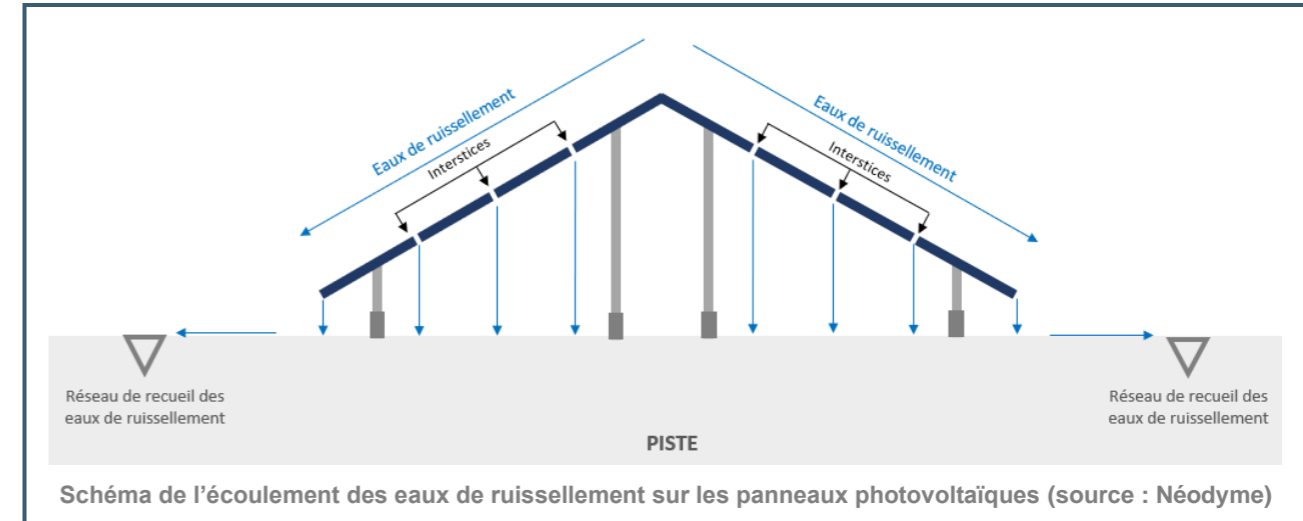 Eaux de ruissellement
Eaux de ruissellement
Interstices
Interstices
Réseau de recueil des
eaux de ruissellement
Réseau de recueil des
eaux de ruissellement
PISTE
Schéma de l'écoulement des eaux de ruissellement sur les panneaux photovoltaïques (source : Néodyme)